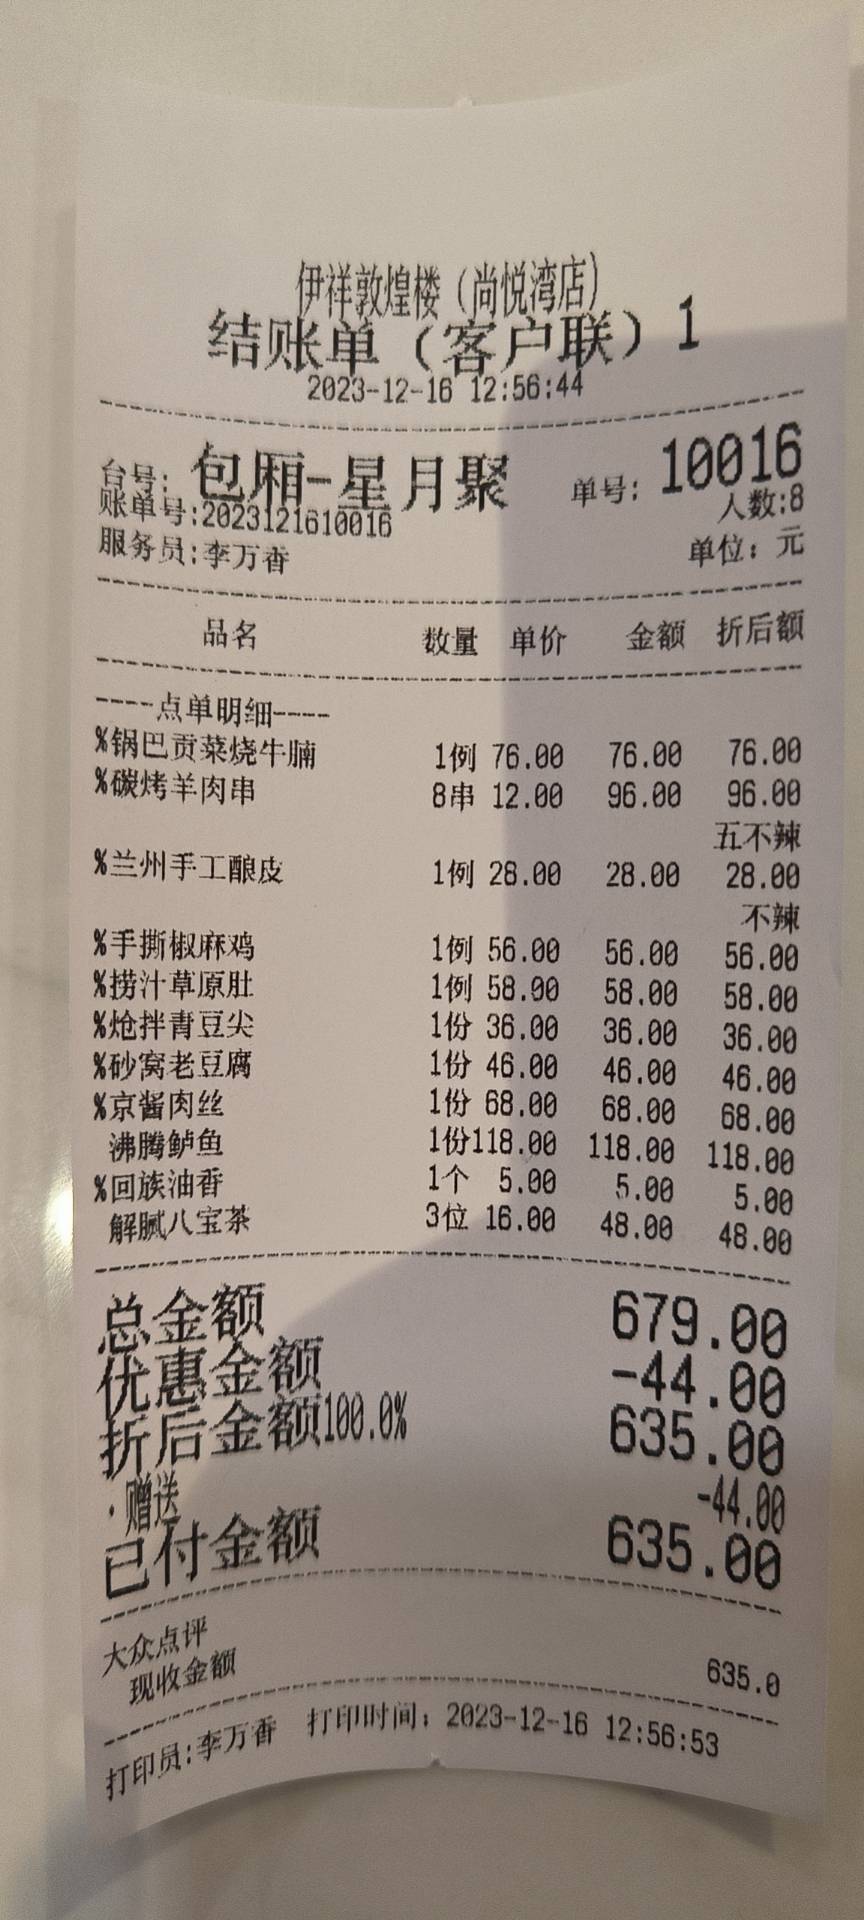 伊祥敦煌楼（尚悦湾店）
结账单（客户联）1
2023-12-16 12:56:44
台号: 包厢-星月聚 单号: 10016
账单号:2023121610016 人数:8
服务员:李万香 单位：元
品名 数量 单价 金额 折后额
----点单明细----
%锅巴贡菜烧牛腩 1例 76.00 76.00 76.00
%碳烤羊肉串 8串 12.00 96.00 96.00
五不辣
%兰州手工酿皮 1例 28.00 28.00 28.00
不辣
%手撕椒麻鸡 1例 56.00 56.00 56.00
%捞汁草原肚 1例 58.00 58.00 58.00
%炝拌青豆尖 1份 36.00 36.00 36.00
%砂窝老豆腐 1份 46.00 46.00 46.00
%京酱肉丝 1份 68.00 68.00 68.00
沸腾鲈鱼 1份118.00 118.00 118.00
%回族油香 1个 5.00 5.00 5.00
解腻八宝茶 3位 16.00 48.00 48.00
总金额 679.00
优惠金额 -44.00
折后金额100.0% 635.00
·赠送 -44.00
已付金额 635.00
大众点评
现收金额 635.0
打印员:李万香 打印时间：2023-12-16 12:56:53